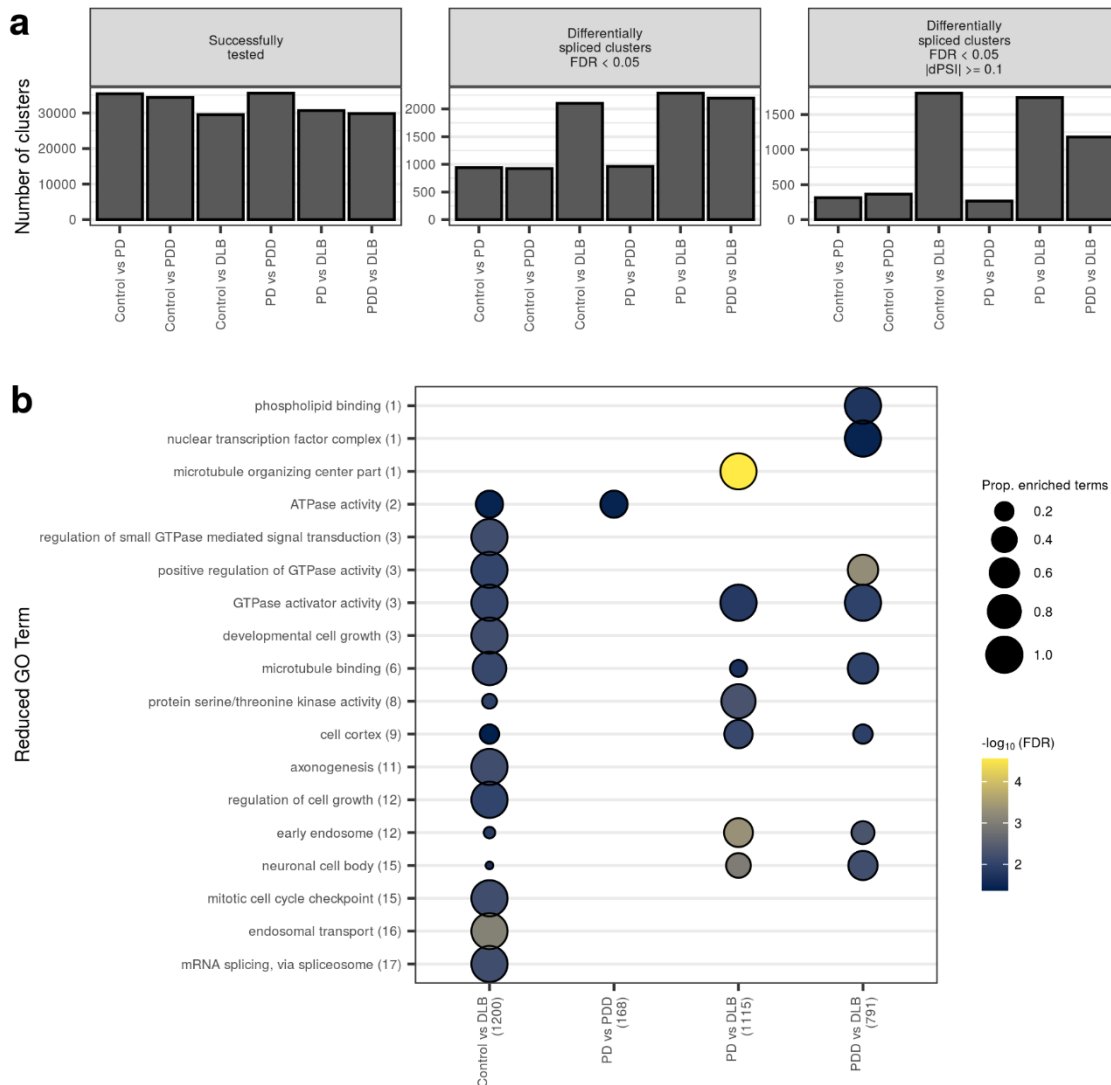 a
Successfully
tested
Differentially
spliced clusters
FDR < 0.05
Differentially
spliced clusters
FDR < 0.05
|dPSI| >= 0.1
Number of clusters
30000
20000
10000
0
2000
1500
1000
500
0
1500
1000
500
0
Control vs PD
Control vs PDD
Control vs DLB
PD vs PDD
PD vs DLB
PDD vs DLB
Control vs PD
Control vs PDD
Control vs DLB
PD vs PDD
PD vs DLB
PDD vs DLB
Control vs PD
Control vs PDD
Control vs DLB
PD vs PDD
PD vs DLB
PDD vs DLB
b
Reduced GO Term
phospholipid binding (1)
nuclear transcription factor complex (1)
microtubule organizing center part (1)
ATPase activity (2)
regulation of small GTPase mediated signal transduction (3)
positive regulation of GTPase activity (3)
GTPase activator activity (3)
developmental cell growth (3)
microtubule binding (6)
protein serine/threonine kinase activity (8)
cell cortex (9)
axonogenesis (11)
regulation of cell growth (12)
early endosome (12)
neuronal cell body (15)
mitotic cell cycle checkpoint (15)
endosomal transport (16)
mRNA splicing, via spliceosome (17)
Control vs DLB
(1200)
PD vs PDD
(168)
PD vs DLB
(1115)
PDD vs DLB
(791)
Prop. enriched terms
0.2
0.4
0.6
0.8
1.0
-log₁₀ (FDR)
4
3
2